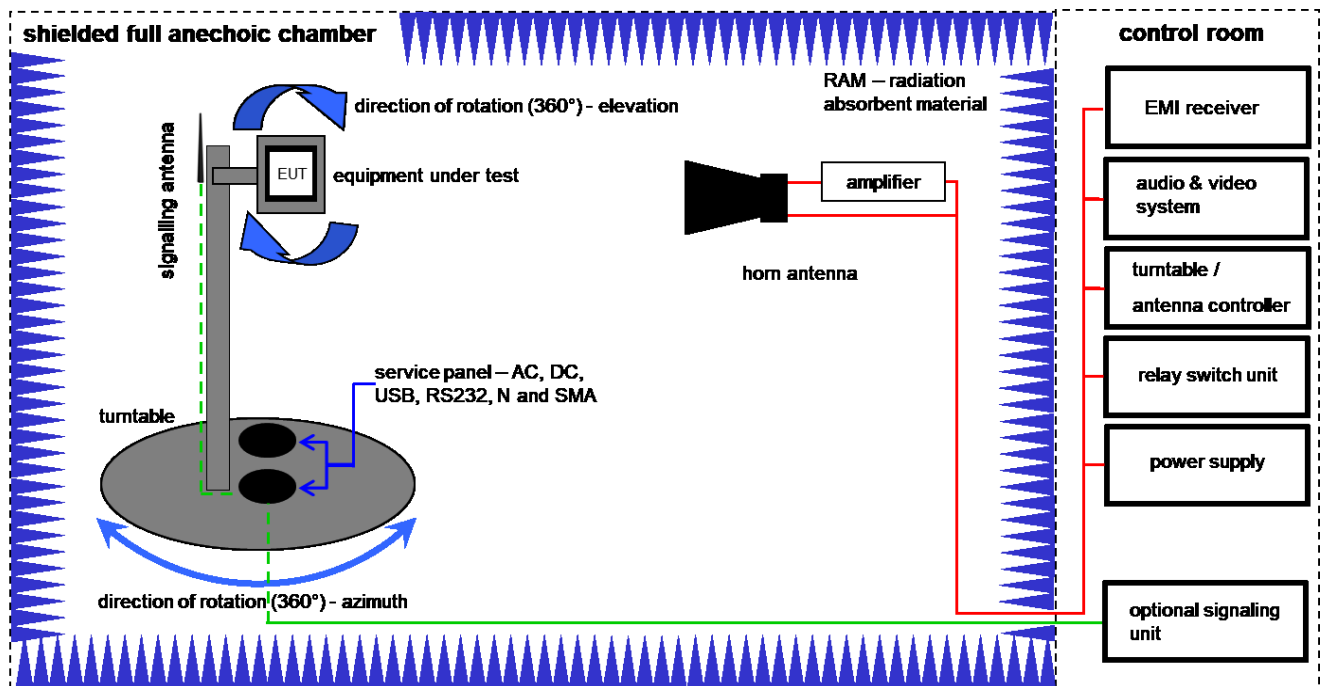 shielded full anechoic chamber
control room
RAM – radiation
absorbent material
direction of rotation (360°) - elevation
signalling antenna
EUT
equipment under test
amplifier
horn antenna
EMI receiver
audio & video
system
turntable /
antenna controller
relay switch unit
power supply
service panel – AC, DC,
USB, RS232, N and SMA
turntable
direction of rotation (360°) - azimuth
optional signaling
unit